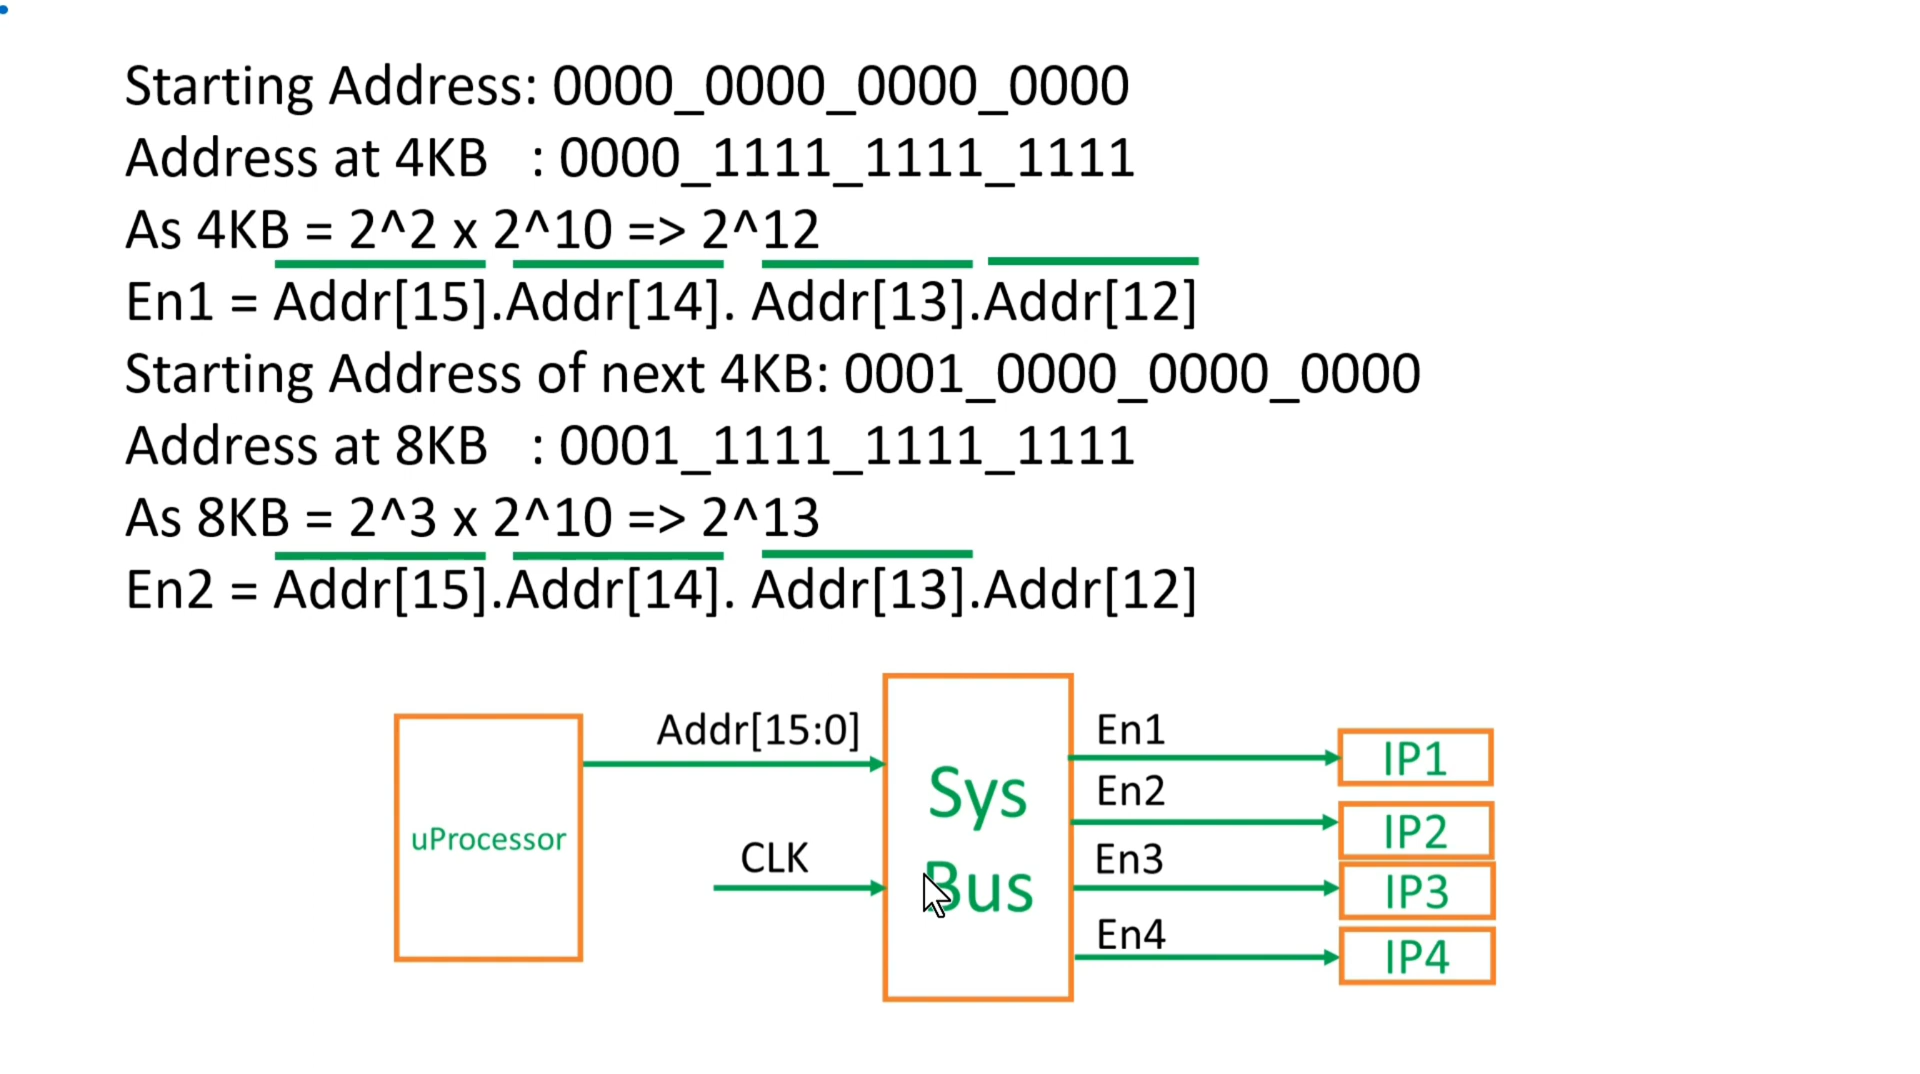 Starting Address: 0000_0000_0000_0000
Address at 4KB : 0000_1111_1111_1111
As 4KB = 2^2 x 2^10 => 2^12
En1 = Addr[15].Addr[14]. Addr[13].Addr[12]
Starting Address of next 4KB: 0001_0000_0000_0000
Address at 8KB : 0001_1111_1111_1111
As 8KB = 2^3 x 2^10 => 2^13
En2 = Addr[15].Addr[14]. Addr[13].Addr[12]
uProcessor
Addr[15:0]
CLK
Sys
Bus
En1
IP1
En2
IP2
En3
IP3
En4
IP4